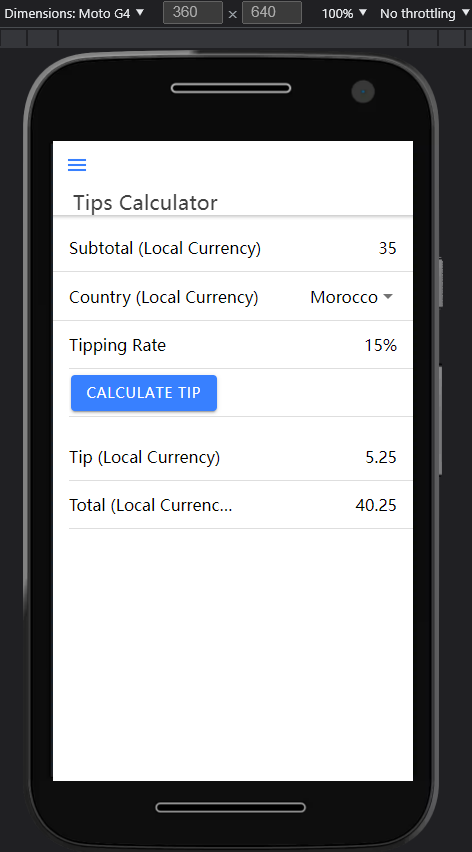 Dimensions: Moto G4 ▼ 360 × 640 100% ▼ No throttling ▼
Tips Calculator
Subtotal (Local Currency) 35
Country (Local Currency) Morocco
Tipping Rate 15%
CALCULATE TIP
Tip (Local Currency) 5.25
Total (Local Currenc... 40.25